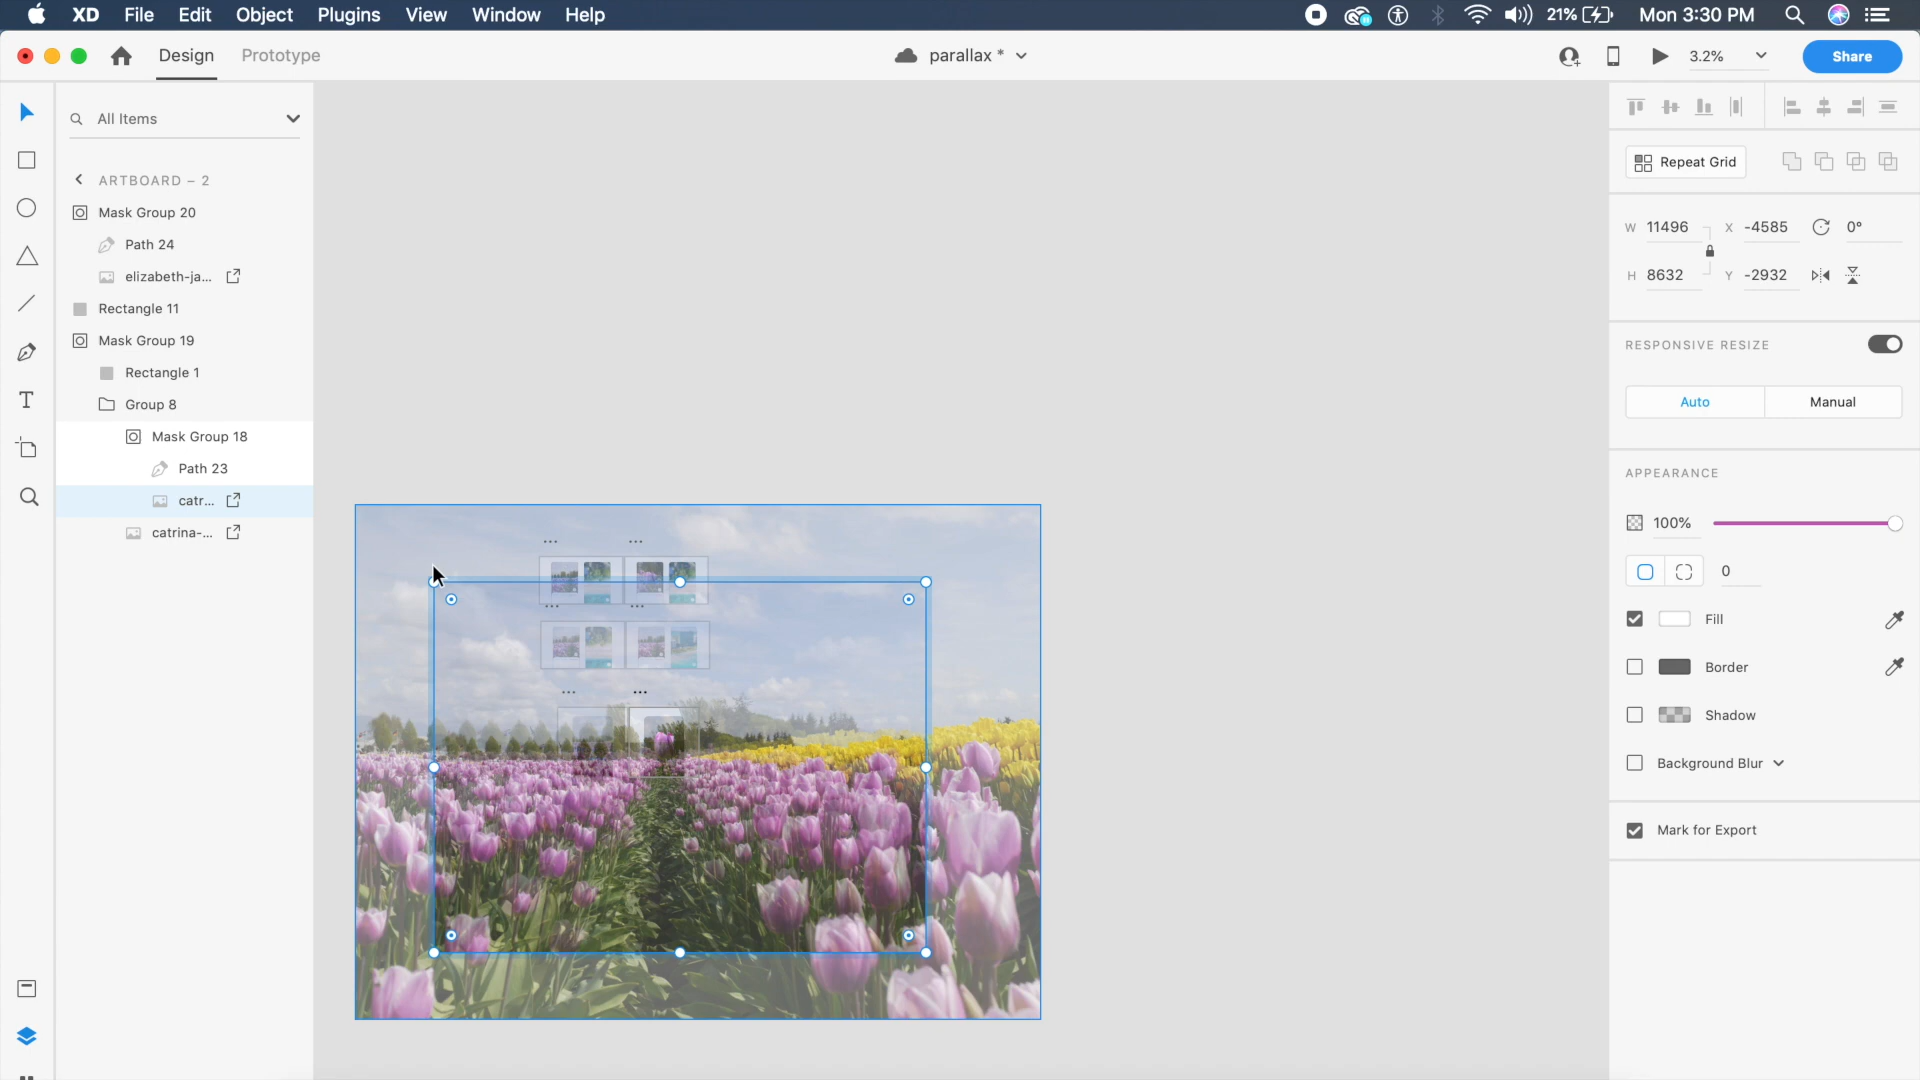 XD File Edit Object Plugins View Window Help
21% Mon 3:30 PM
Design Prototype
parallax *
3.2%
Share
All Items
ARTBOARD – 2
Mask Group 20
Path 24
elizabeth-ja...
Rectangle 11
Mask Group 19
Rectangle 1
Group 8
Mask Group 18
Path 23
catr...
catrina-...
T
Repeat Grid
W 11496 X -4585 0°
H 8632 Y -2932
RESPONSIVE RESIZE
Auto Manual
APPEARANCE
100%
0
Fill
Border
Shadow
Background Blur
Mark for Export